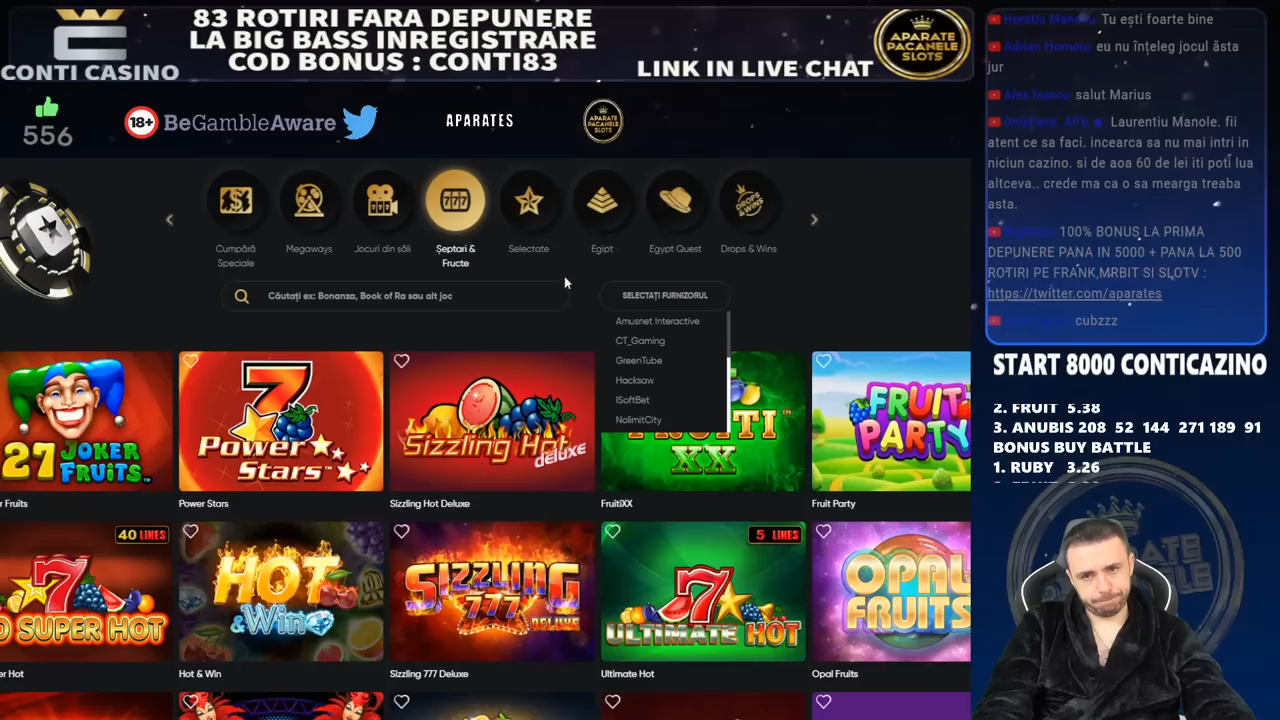 83 ROTIRI FARA DEPUNERE
LA BIG BASS INREGISTRARE
COD BONUS : CONTI83
CONTI CASINO
LINK IN LIVE CHAT
APARATE
PACANELE
SLOTS
556
18+
BeGambleAware
APARATES
APARATE
PACANELE
SLOTS
Cumpără
Speciale
Megaways
Jocuri din săli
Șeptari &
Fructe
Selectate
Egipt
Egypt Quest
DROPS
&WINS
Drops & Wins
Căutați ex: Bonanza, Book of Ra sau alt joc
SELECTAȚI FURNIZORUL
Amusnet Interactive
CT_Gaming
GreenTube
Hacksaw
ISoftBet
NolimitCity
27 JOKER
FRUITS
Power
Stars
Sizzling Hot
deluxe
XX
FRUIT
PARTY
r Fruits
Power Stars
Sizzling Hot Deluxe
FruitiXX
Fruit Party
40 LINES
SUPER HOT
HOT
&Win
SIZZLING
777
DELUXE
5 LINES
ULTIMATE HOT
OPAL
FRUITS
er Hot
Hot & Win
Sizzling 777 Deluxe
Ultimate Hot
Opal Fruits
Tu ești foarte bine
Adrian Homoiu eu nu înțeleg jocul ăsta
jur
salut Marius
Laurentiu Manole. fii
atent ce sa faci. incearca sa nu mai intri in
niciun cazino. si de aoa 60 de lei iti poti lua
altceva.. crede ma ca o sa mearga treaba
asta.
100% BONUS LA PRIMA
DEPUNERE PANA IN 5000 + PANA LA 500
ROTIRI PE FRANK,MRBIT SI SLOTV :
https://twitter.com/aparates
cubzzz
START 8000 CONTICAZINO
2. FRUIT 5.38
3. ANUBIS 208 52 144 271 189 91
BONUS BUY BATTLE
1. RUBY 3.26